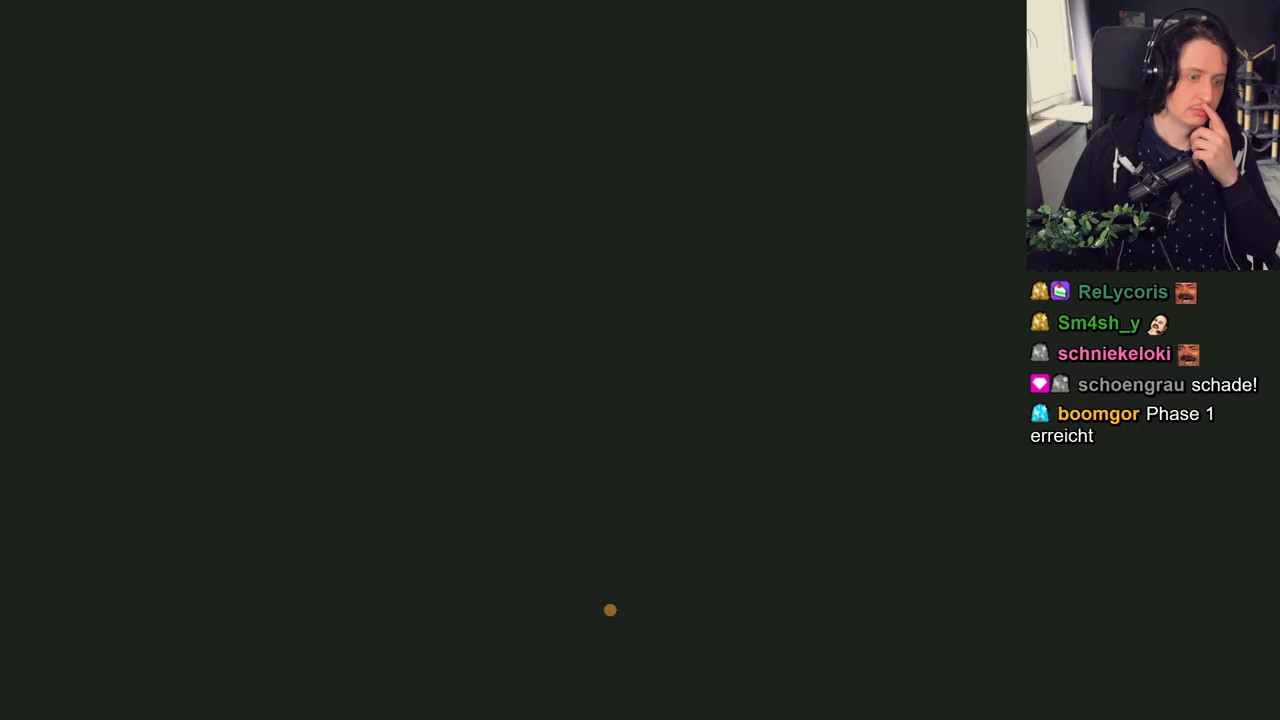 ReLycoris
Sm4sh_y
schniekeloki
schoengrau schade!
boomgor Phase 1
erreicht